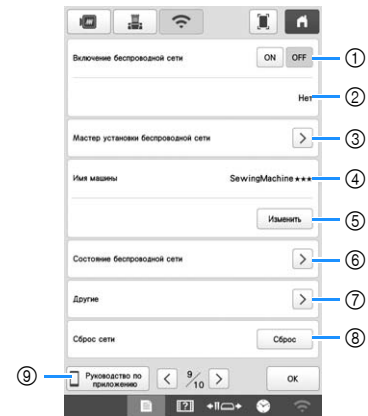 Включение беспроводной сети ON OFF ①
Нет ②
Мастер установки беспроводной сети > ③
Имя машины SewingMachine★★★ ④
Изменить ⑤
Состояние беспроводной сети > ⑥
Другие > ⑦
Сброс сети Сброс ⑧
⑨ Руководство по
приложению < 9/10 > OK